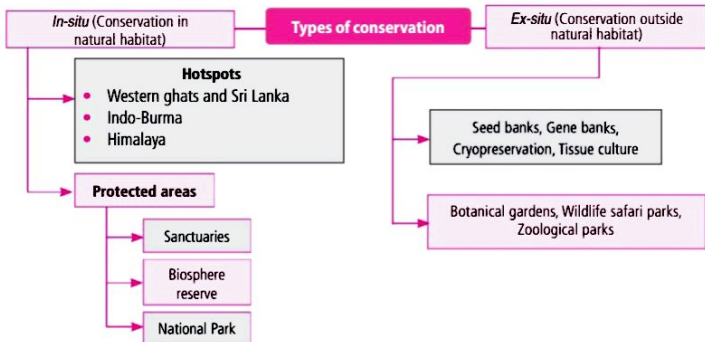 In-situ (Conservation in
natural habitat)
Types of conservation
Ex-situ (Conservation outside
natural habitat)
Hotspots
• Western ghats and Sri Lanka
• Indo-Burma
• Himalaya
Protected areas
Sanctuaries
Biosphere
reserve
National Park
Seed banks, Gene banks,
Cryopreservation, Tissue culture
Botanical gardens, Wildlife safari parks,
Zoological parks